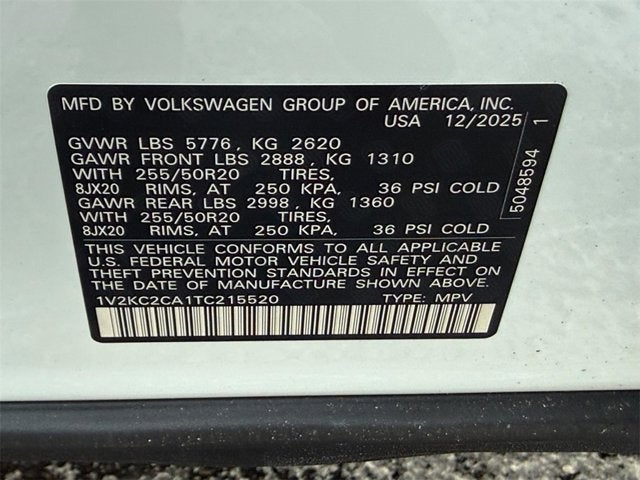 MFD BY VOLKSWAGEN GROUP OF AMERICA, INC.
USA 12/2025
GVWR LBS 5776, KG 2620
GAWR FRONT LBS 2888, KG 1310
WITH 255/50R20 TIRES,
8JX20 RIMS, AT 250 KPA, 36 PSI COLD
GAWR REAR LBS 2998, KG 1360
WITH 255/50R20 TIRES,
8JX20 RIMS, AT 250 KPA, 36 PSI COLD
THIS VEHICLE CONFORMS TO ALL APPLICABLE
U.S. FEDERAL MOTOR VEHICLE SAFETY AND
THEFT PREVENTION STANDARDS IN EFFECT ON
THE DATE OF MANUFACTURE SHOWN ABOVE.
1V2KC2CA1TC215520 TYPE: MPV
5048594 1